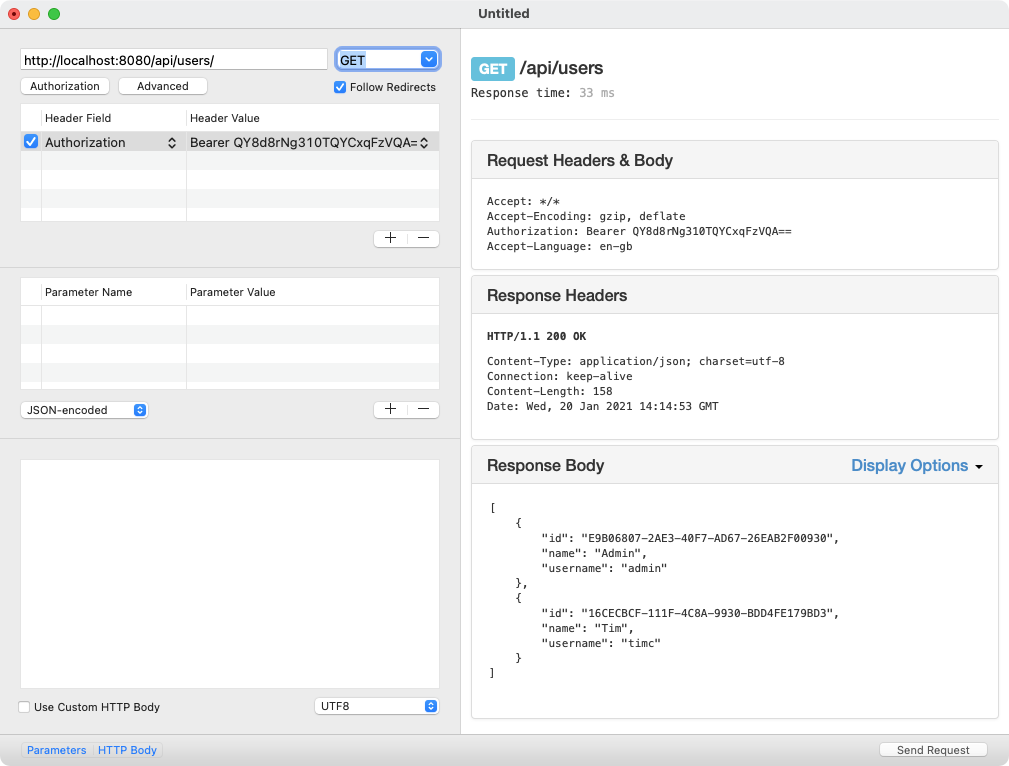 Untitled
http://localhost:8080/api/users/
GET
Authorization
Advanced
Follow Redirects
Header Field
Header Value
Authorization
Bearer QY8d8rNg310TQYCxqFzVQA=
Parameter Name
Parameter Value
JSON-encoded
Use Custom HTTP Body
UTF8
Parameters
HTTP Body
GET /api/users
Response time: 33 ms
Request Headers & Body
Accept: */*
Accept-Encoding: gzip, deflate
Authorization: Bearer QY8d8rNg310TQYCxqFzVQA==
Accept-Language: en-gb
Response Headers
HTTP/1.1 200 OK
Content-Type: application/json; charset=utf-8
Connection: keep-alive
Content-Length: 158
Date: Wed, 20 Jan 2021 14:14:53 GMT
Response Body
Display Options
[
{
"id": "E9B06807-2AE3-40F7-AD67-26EAB2F00930",
"name": "Admin",
"username": "admin"
},
{
"id": "16CECBCF-111F-4C8A-9930-BDD4FE179BD3",
"name": "Tim",
"username": "timc"
}
]
Send Request